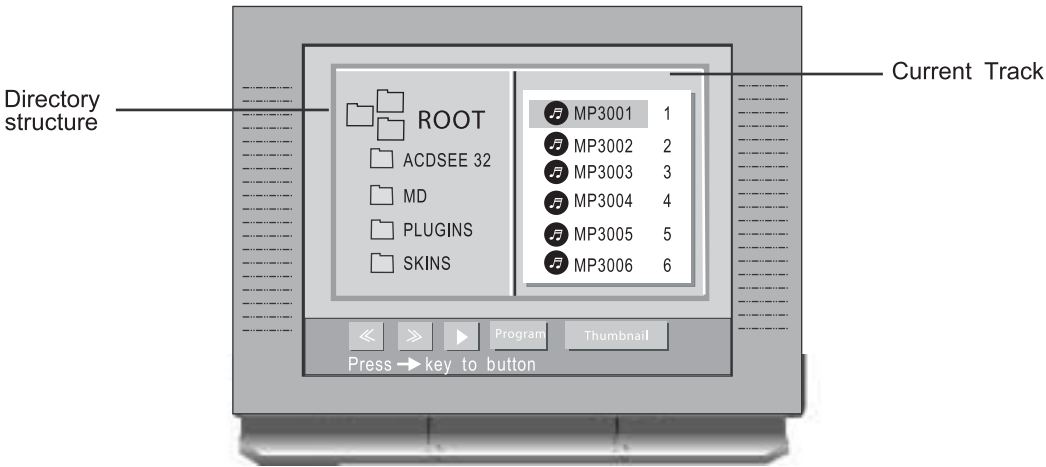 Directory
structure
Current Track
ROOT
ACDSEE 32
MD
PLUGINS
SKINS
MP3001 1
MP3002 2
MP3003 3
MP3004 4
MP3005 5
MP3006 6
Program
Thumbnail
Press → key to button